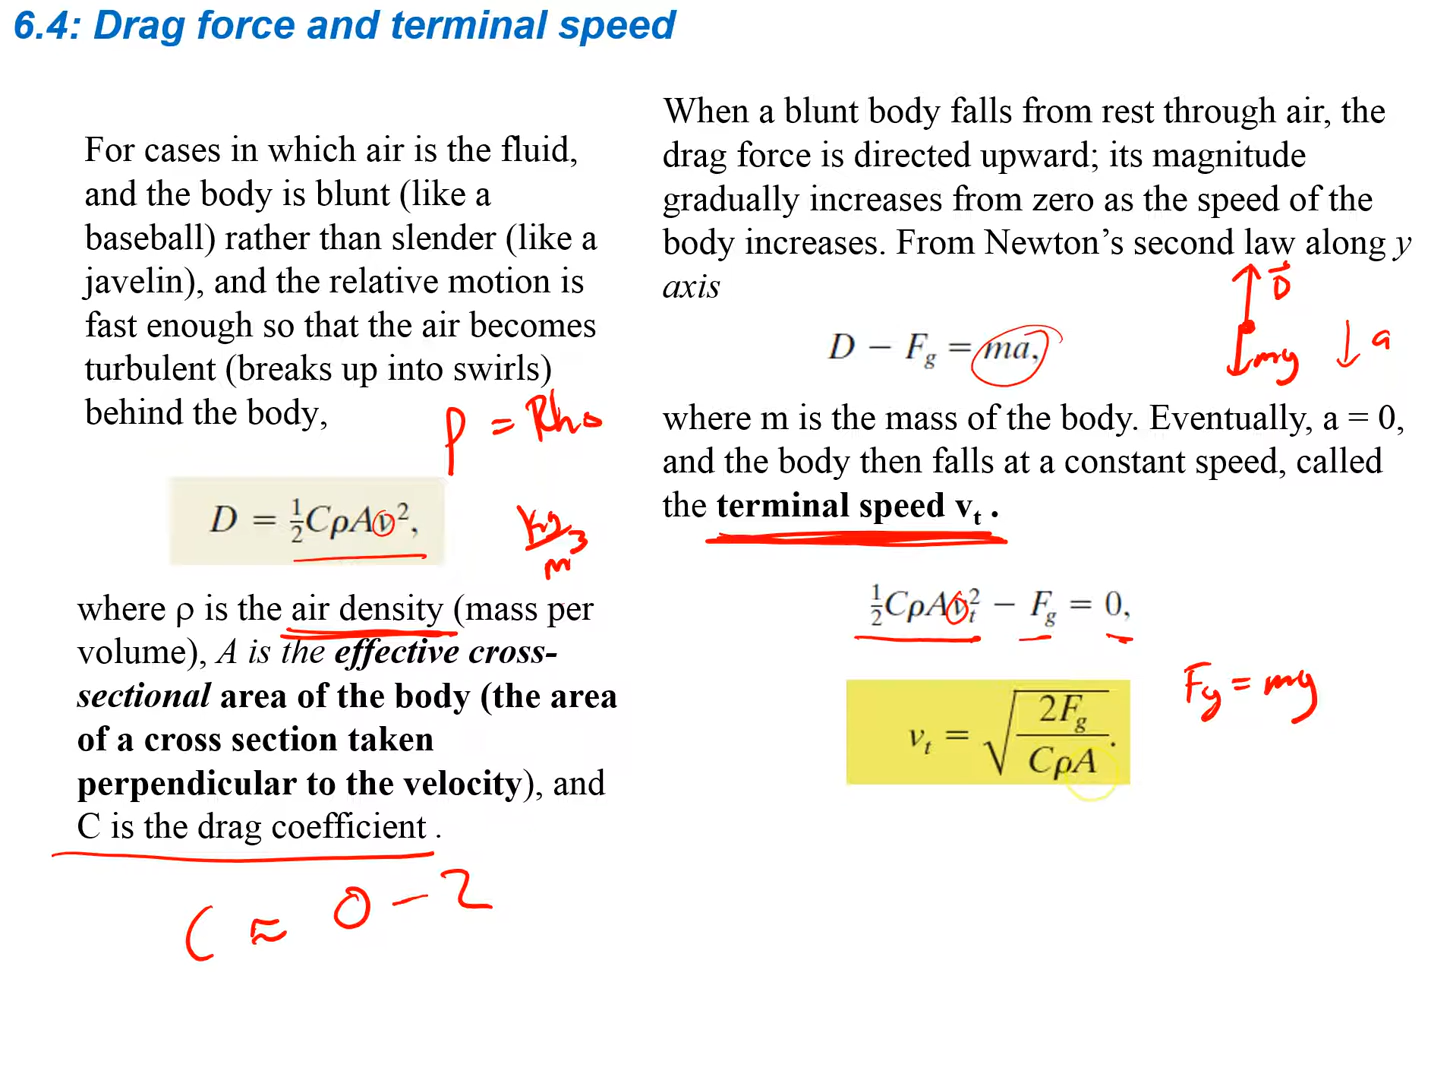 6.4: Drag force and terminal speed
For cases in which air is the fluid,
and the body is blunt (like a
baseball) rather than slender (like a
javelin), and the relative motion is
fast enough so that the air becomes
turbulent (breaks up into swirls)
behind the body,
ρ = Rho
D = ½CρAv²,
kg/m³
where ρ is the air density (mass per
volume), A is the effective cross-
sectional area of the body (the area
of a cross section taken
perpendicular to the velocity), and
C is the drag coefficient .
C ≈ 0 – 2
When a blunt body falls from rest through air, the
drag force is directed upward; its magnitude
gradually increases from zero as the speed of the
body increases. From Newton’s second law along y
axis
D⃗
D − F_g = ma,
mg
a
where m is the mass of the body. Eventually, a = 0,
and the body then falls at a constant speed, called
the terminal speed v_t .
½CρAv_t² − F_g = 0,
F_g = mg
v_t = √(2F_g / CρA).